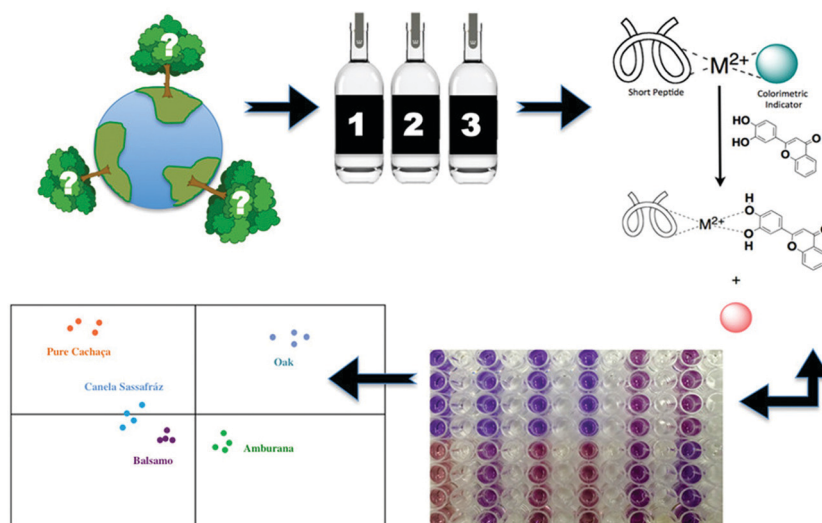 ?
?
?
1 2 3
Short Peptide
M2+
Colorimetric
Indicator
HO
HO
O
O
H
O
M2+
O
H
O
O
+
Pure Cachaça
Oak
Canela Sassafráz
Balsamo
Amburana